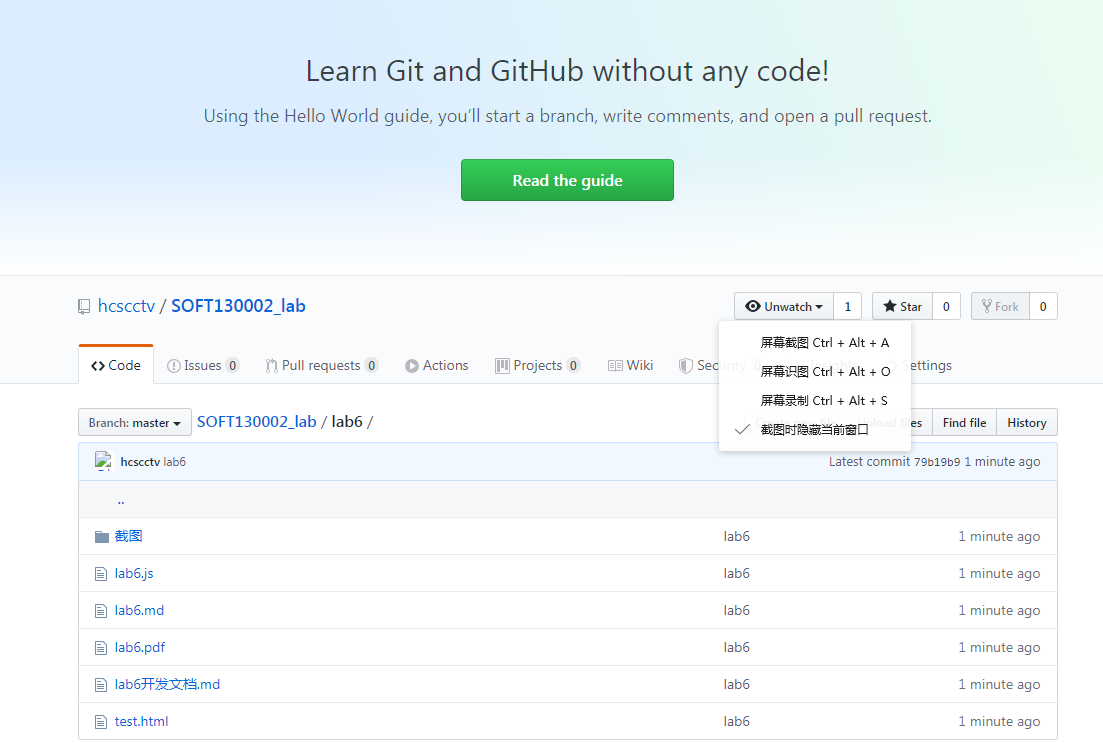 Learn Git and GitHub without any code!
Using the Hello World guide, you’ll start a branch, write comments, and open a pull request.
Read the guide
hcscctv / SOFT130002_lab
Unwatch 1 Star 0 Fork 0
屏幕截图 Ctrl + Alt + A
屏幕识图 Ctrl + Alt + O
屏幕录制 Ctrl + Alt + S
截图时隐藏当前窗口
Code Issues 0 Pull requests 0 Actions Projects 0 Wiki Security Settings
Branch: master SOFT130002_lab / lab6 / files Find file History
hcscctv lab6 Latest commit 79b19b9 1 minute ago
..
截图 lab6 1 minute ago
lab6.js lab6 1 minute ago
lab6.md lab6 1 minute ago
lab6.pdf lab6 1 minute ago
lab6开发文档.md lab6 1 minute ago
test.html lab6 1 minute ago